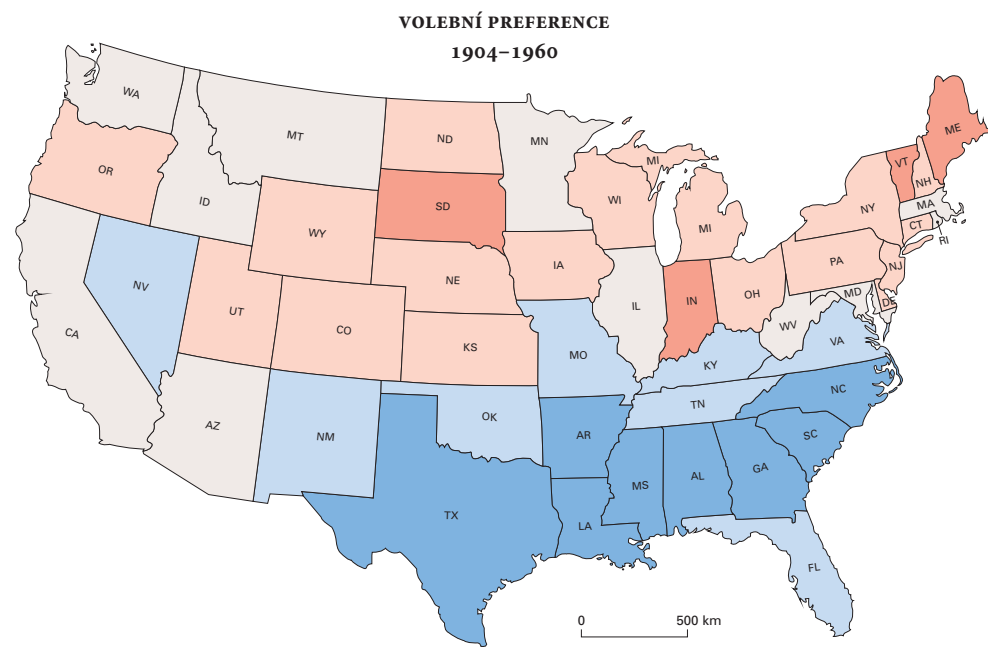 VOLEBNÍ PREFERENCE
1904–1960
WA
MT
ND
MN
ME
OR
ID
SD
WI
MI
MI
VT
NH
NY
MA
CT
RI
WY
NE
IA
PA
NJ
NV
UT
CO
KS
IL
IN
OH
MD
DE
WV
CA
MO
KY
VA
AZ
NM
OK
TN
NC
AR
SC
TX
LA
MS
AL
GA
FL
0 500 km